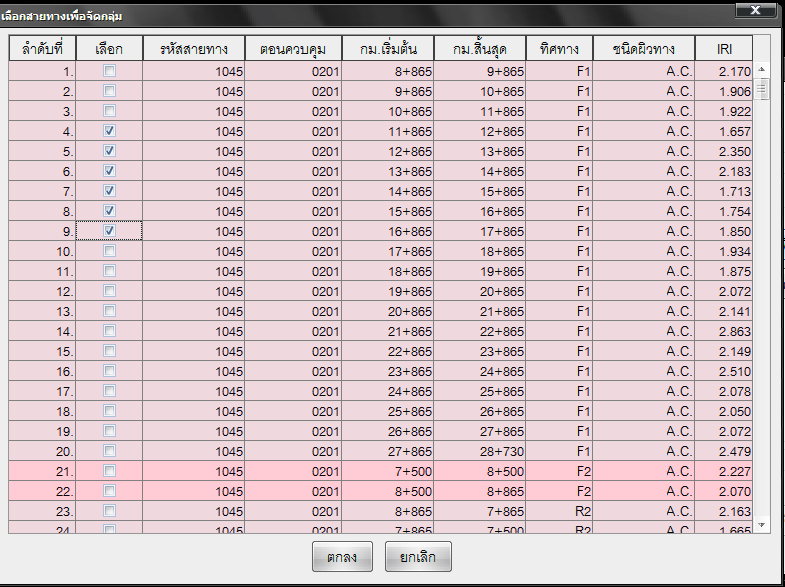 เลือกสายทางเพื่อจัดกลุ่ม
ลำดับที่ เลือก รหัสสายทาง ตอนควบคุม กม.เริ่มต้น กม.สิ้นสุด ทิศทาง ชนิดผิวทาง IRI
1. 1045 0201 8+865 9+865 F1 A.C. 2.170
2. 1045 0201 9+865 10+865 F1 A.C. 1.906
3. 1045 0201 10+865 11+865 F1 A.C. 1.922
4. 1045 0201 11+865 12+865 F1 A.C. 1.657
5. 1045 0201 12+865 13+865 F1 A.C. 2.350
6. 1045 0201 13+865 14+865 F1 A.C. 2.183
7. 1045 0201 14+865 15+865 F1 A.C. 1.713
8. 1045 0201 15+865 16+865 F1 A.C. 1.754
9. 1045 0201 16+865 17+865 F1 A.C. 1.850
10. 1045 0201 17+865 18+865 F1 A.C. 1.934
11. 1045 0201 18+865 19+865 F1 A.C. 1.875
12. 1045 0201 19+865 20+865 F1 A.C. 2.072
13. 1045 0201 20+865 21+865 F1 A.C. 2.141
14. 1045 0201 21+865 22+865 F1 A.C. 2.863
15. 1045 0201 22+865 23+865 F1 A.C. 2.149
16. 1045 0201 23+865 24+865 F1 A.C. 2.510
17. 1045 0201 24+865 25+865 F1 A.C. 2.078
18. 1045 0201 25+865 26+865 F1 A.C. 2.050
19. 1045 0201 26+865 27+865 F1 A.C. 2.072
20. 1045 0201 27+865 28+730 F1 A.C. 2.479
21. 1045 0201 7+500 8+500 F2 A.C. 2.227
22. 1045 0201 8+500 8+865 F2 A.C. 2.070
23. 1045 0201 8+865 7+865 R2 A.C. 2.163
24. 1045 0201 7+865 7+500 R2 A.C. 1.665
ตกลง ยกเลิก